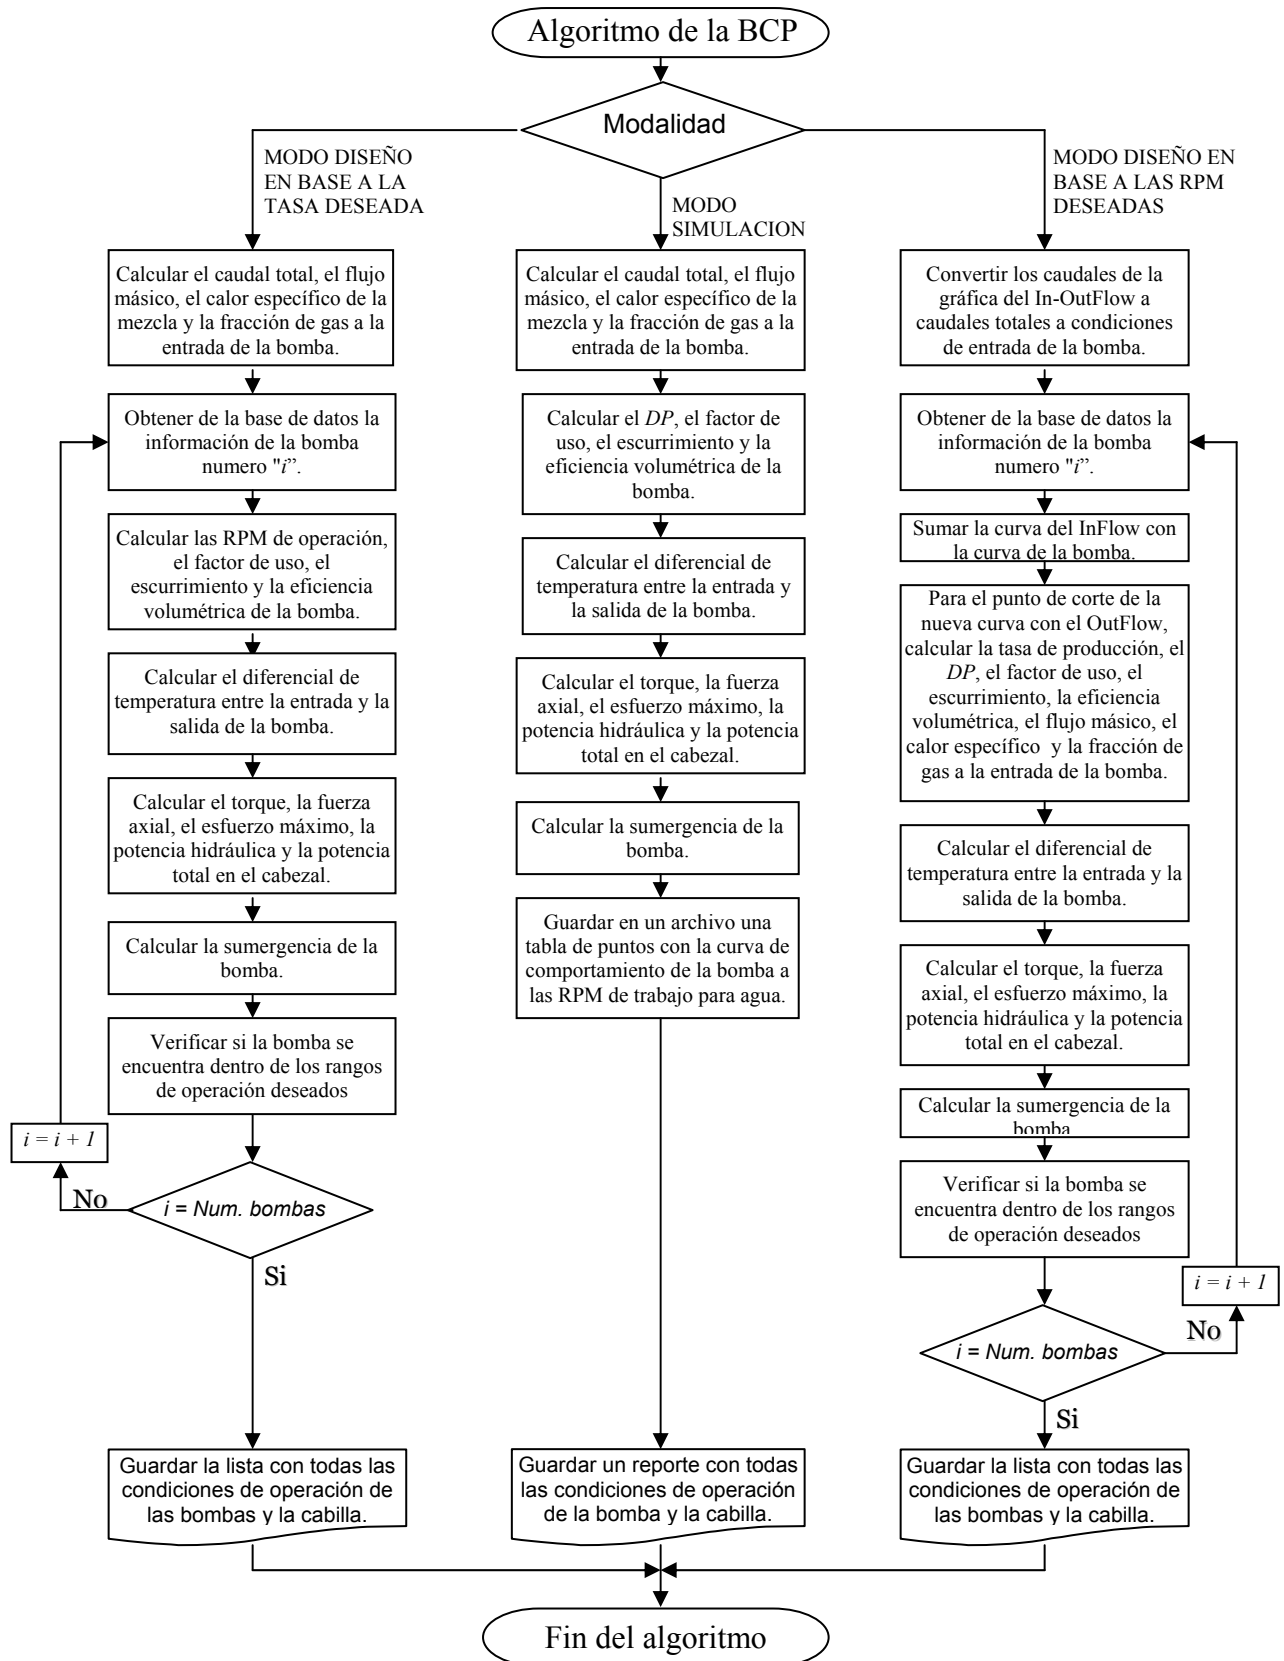 Algoritmo de la BCP
Modalidad
MODO DISEÑO
EN BASE A LA
TASA DESEADA
Calcular el caudal total, el flujo
másico, el calor específico de la
mezcla y la fracción de gas a la
entrada de la bomba.
Obtener de la base de datos la
información de la bomba
numero "i”.
Calcular las RPM de operación,
el factor de uso, el
escurrimiento y la eficiencia
volumétrica de la bomba.
Calcular el diferencial de
temperatura entre la entrada y la
salida de la bomba.
Calcular el torque, la fuerza
axial, el esfuerzo máximo, la
potencia hidráulica y la potencia
total en el cabezal.
Calcular la sumergencia de la
bomba.
Verificar si la bomba se
encuentra dentro de los rangos
de operación deseados
i = i + 1
No
i = Num. bombas
Si
Guardar la lista con todas las
condiciones de operación de
las bombas y la cabilla.
MODO
SIMULACION
Calcular el caudal total, el flujo
másico, el calor específico de la
mezcla y la fracción de gas a la
entrada de la bomba.
Calcular el DP, el factor de
uso, el escurrimiento y la
eficiencia volumétrica de la
bomba.
Calcular el diferencial de
temperatura entre la entrada y
la salida de la bomba.
Calcular el torque, la fuerza
axial, el esfuerzo máximo, la
potencia hidráulica y la potencia
total en el cabezal.
Calcular la sumergencia de la
bomba.
Guardar en un archivo una
tabla de puntos con la curva de
comportamiento de la bomba a
las RPM de trabajo para agua.
Guardar un reporte con todas
las condiciones de operación
de la bomba y la cabilla.
MODO DISEÑO EN
BASE A LAS RPM
DESEADAS
Convertir los caudales de la
gráfica del In-OutFlow a
caudales totales a condiciones
de entrada de la bomba.
Obtener de la base de datos la
información de la bomba
numero "i”.
Sumar la curva del InFlow con
la curva de la bomba.
Para el punto de corte de la
nueva curva con el OutFlow,
calcular la tasa de producción, el
DP, el factor de uso, el
escurrimiento, la eficiencia
volumétrica, el flujo másico, el
calor específico y la fracción de
gas a la entrada de la bomba.
Calcular el diferencial de
temperatura entre la entrada y la
salida de la bomba.
Calcular el torque, la fuerza
axial, el esfuerzo máximo, la
potencia hidráulica y la potencia
total en el cabezal.
Calcular la sumergencia de la
bomba
Verificar si la bomba se
encuentra dentro de los rangos
de operación deseados
i = i + 1
No
i = Num. bombas
Si
Guardar la lista con todas las
condiciones de operación de
las bombas y la cabilla.
Fin del algoritmo